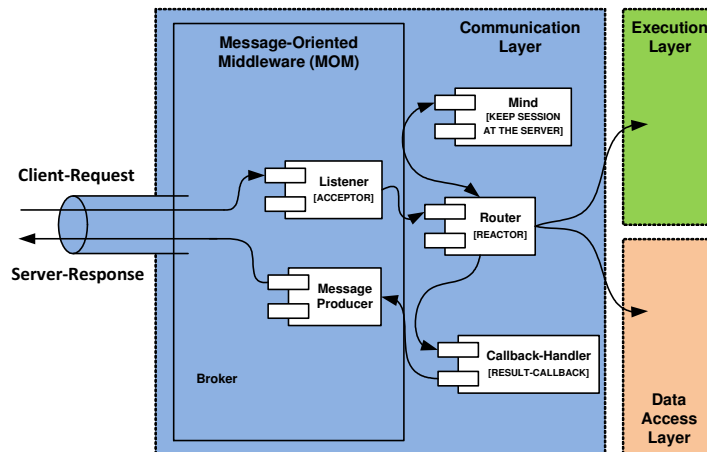 Message-Oriented
Middleware (MOM)
Communication
Layer
Execution
Layer
Mind
[KEEP SESSION
AT THE SERVER]
Client-Request
Listener
[ACCEPTOR]
Router
[REACTOR]
Server-Response
Message
Producer
Callback-Handler
[RESULT-CALLBACK]
Broker
Data
Access
Layer